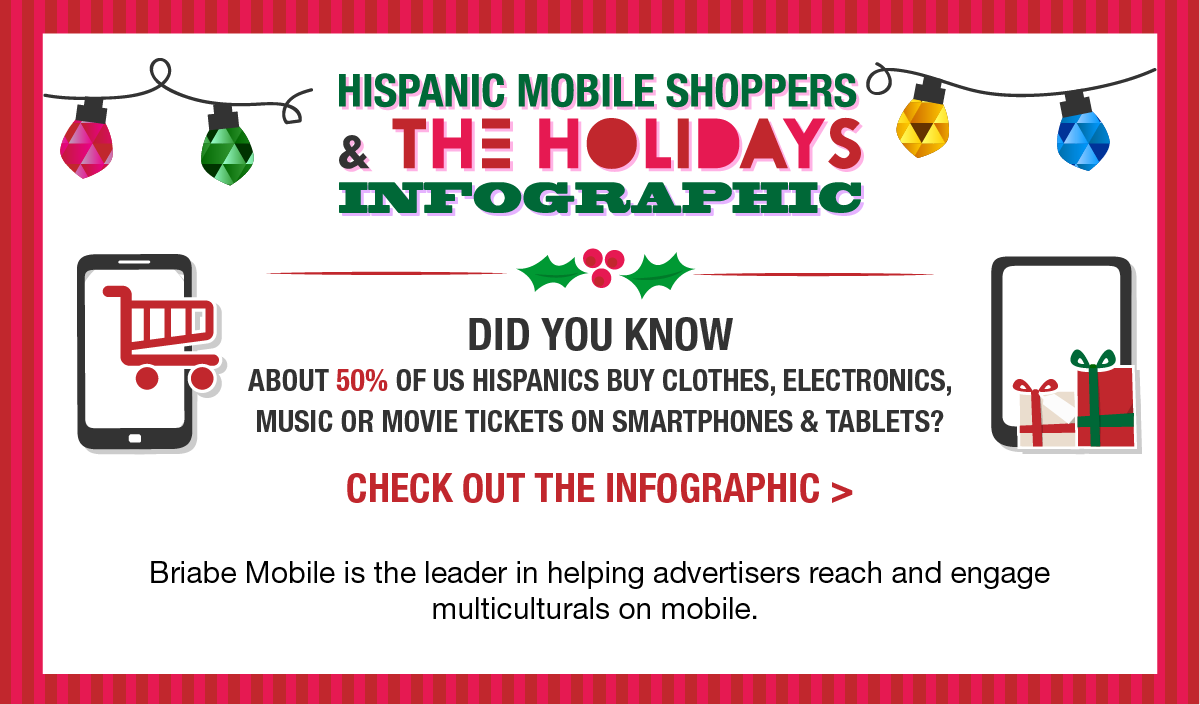 HISPANIC MOBILE SHOPPERS
& THE HOLIDAYS
INFOGRAPHIC
DID YOU KNOW
ABOUT 50% OF US HISPANICS BUY CLOTHES, ELECTRONICS,
MUSIC OR MOVIE TICKETS ON SMARTPHONES & TABLETS?
CHECK OUT THE INFOGRAPHIC >
Briabe Mobile is the leader in helping advertisers reach and engage
multiculturals on mobile.